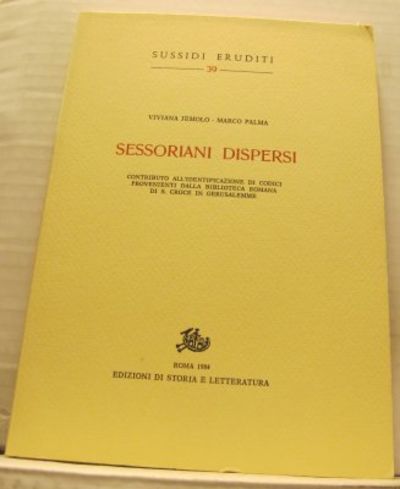 SUSSIDI ERUDITI
39
VIVIANA JEMOLO - MARCO PALMA
SESSORIANI DISPERSI
CONTRIBUTO ALL'IDENTIFICAZIONE DI CODICI
PROVENIENTI DALLA BIBLIOTECA ROMANA
DI S. CROCE IN GERUSALEMME
ROMA 1984
EDIZIONI DI STORIA E LETTERATURA